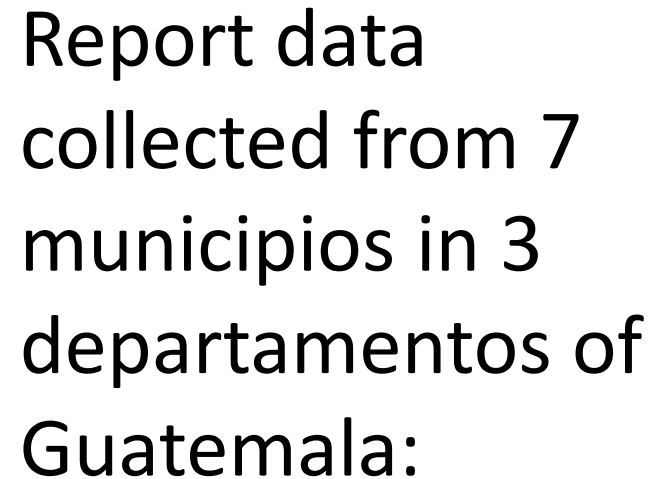 Report data
collected from 7
municipios in 3
departamentos of
Guatemala: